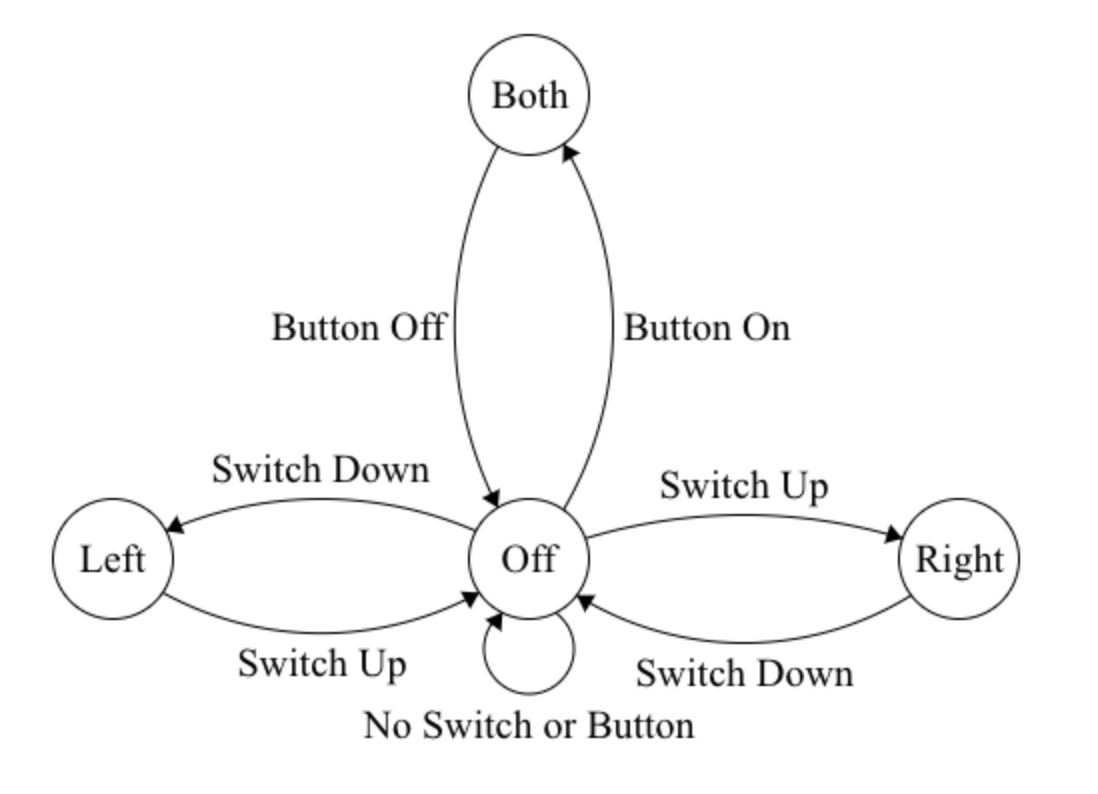 Both
Button Off
Button On
Switch Down
Switch Up
Left
Off
Right
Switch Up
Switch Down
No Switch or Button